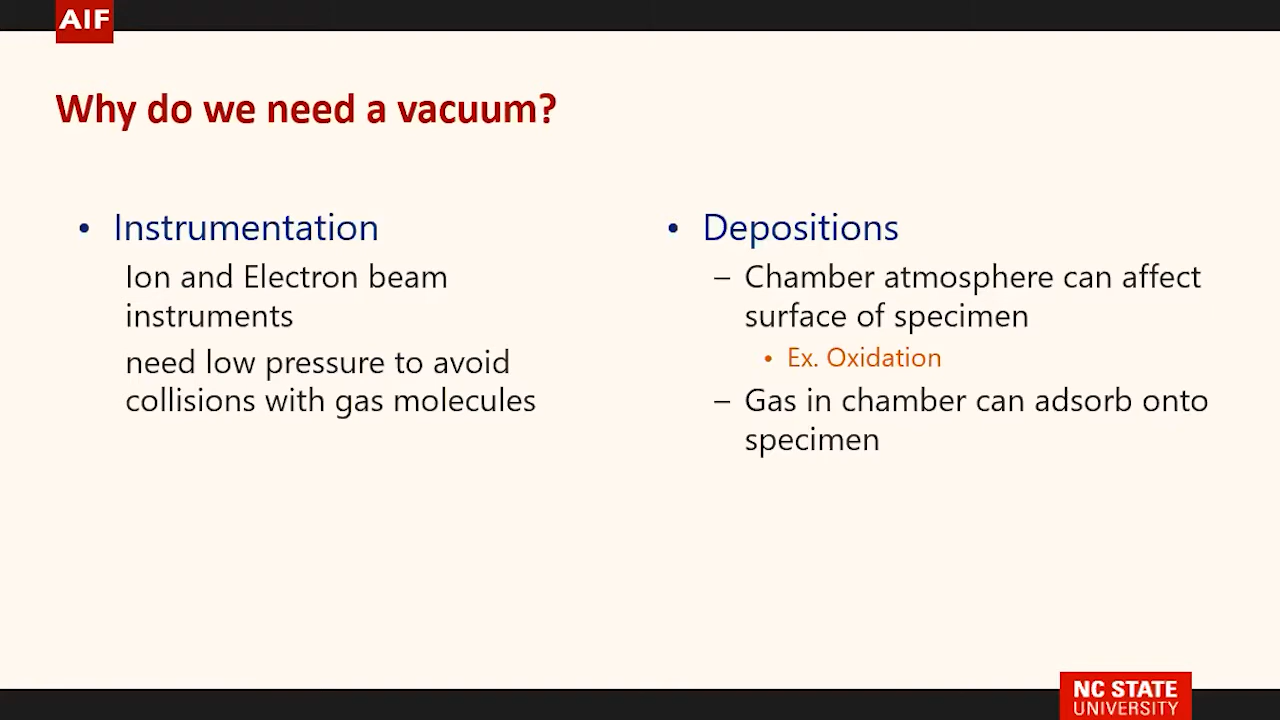 AIF
Why do we need a vacuum?
• Instrumentation
Ion and Electron beam
instruments
need low pressure to avoid
collisions with gas molecules
• Depositions
– Chamber atmosphere can affect
surface of specimen
• Ex. Oxidation
– Gas in chamber can adsorb onto
specimen
NC STATE
UNIVERSITY